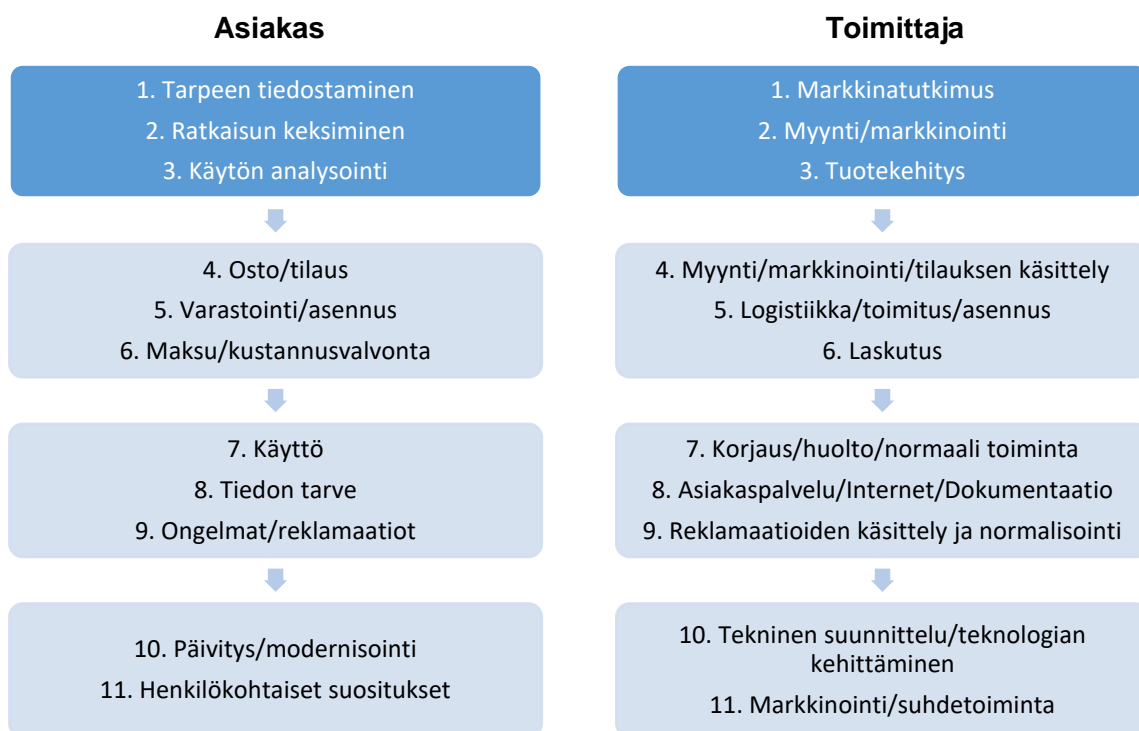 Asiakas
1. Tarpeen tiedostaminen
2. Ratkaisun keksiminen
3. Käytön analysointi
4. Osto/tilaus
5. Varastointi/asennus
6. Maksu/kustannusvalvonta
7. Käyttö
8. Tiedon tarve
9. Ongelmat/reklamaatiot
10. Päivitys/modernisointi
11. Henkilökohtaiset suositukset
Toimittaja
1. Markkinatutkimus
2. Myynti/markkinointi
3. Tuotekehitys
4. Myynti/markkinointi/tilauksen käsittely
5. Logistiikka/toimitus/asennus
6. Laskutus
7. Korjaus/huolto/normaali toiminta
8. Asiakaspalvelu/Internet/Dokumentaatio
9. Reklamaatioiden käsittely ja normalisointi
10. Tekninen suunnittelu/teknologian
kehittäminen
11. Markkinointi/suhdetoiminta